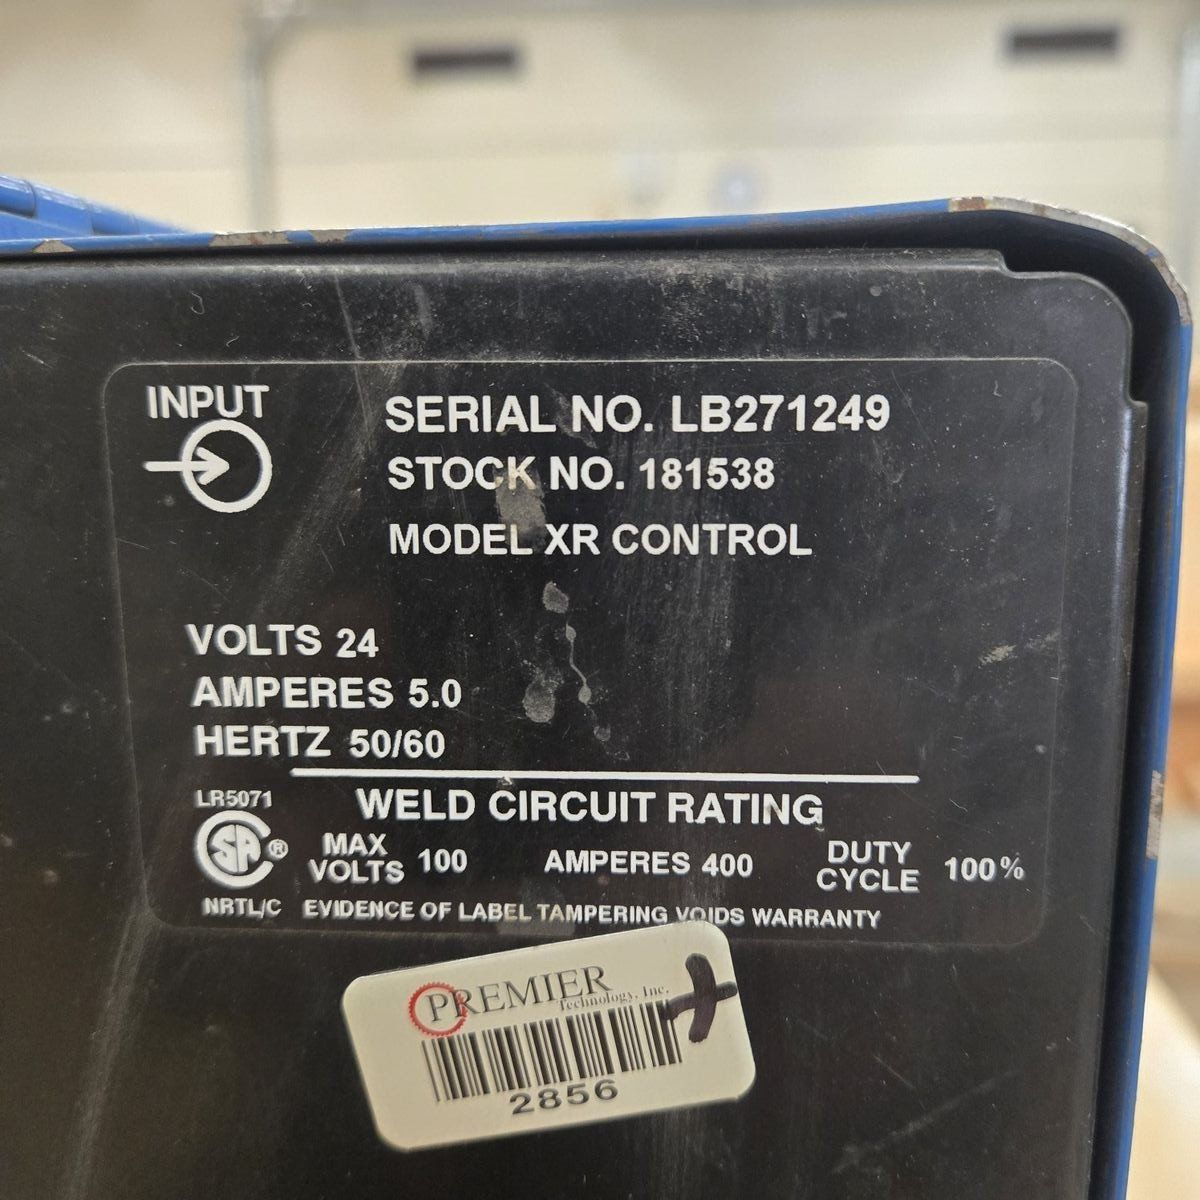 INPUT
SERIAL NO. LB271249
STOCK NO. 181538
MODEL XR CONTROL
VOLTS 24
AMPERES 5.0
HERTZ 50/60
LR5071
WELD CIRCUIT RATING
SA ®
MAX VOLTS 100 AMPERES 400 DUTY CYCLE 100%
NRTL/C EVIDENCE OF LABEL TAMPERING VOIDS WARRANTY
PREMIER
Technology, Inc.
2856